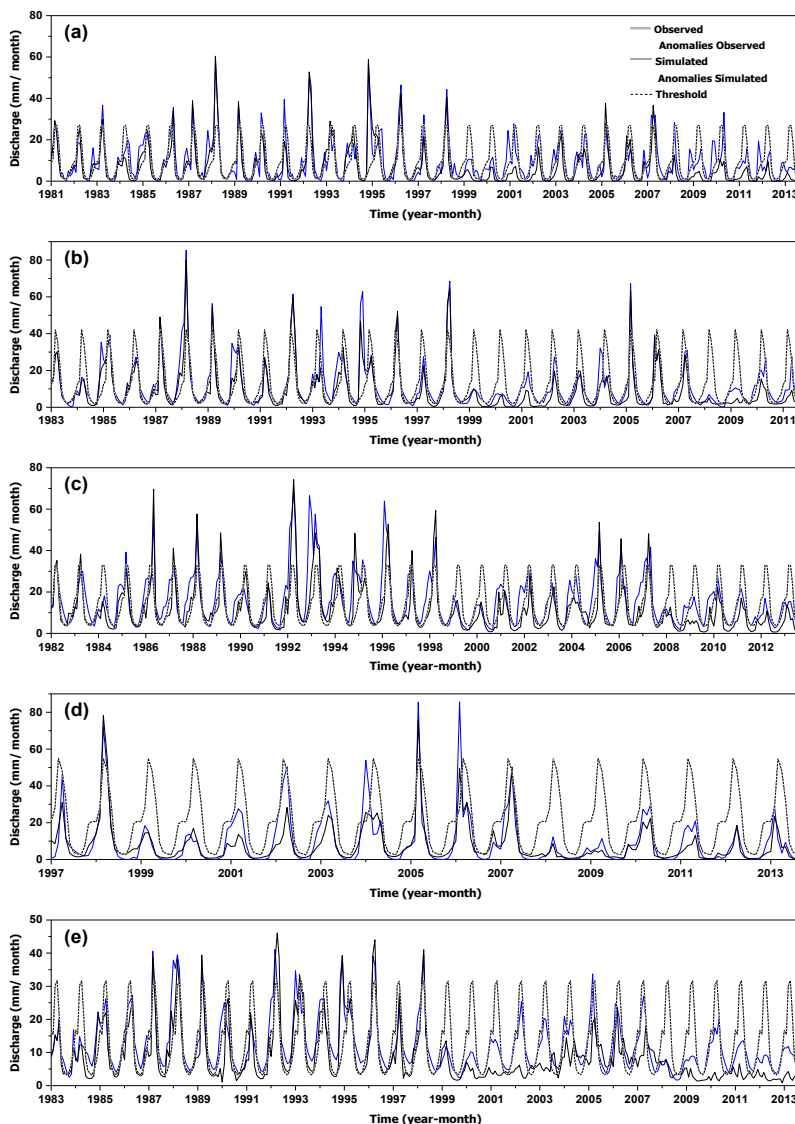 (a)
Observed
Anomalies Observed
Simulated
Anomalies Simulated
Threshold
Discharge (mm/ month)
80
60
40
20
0
1981 1983 1985 1987 1989 1991 1993 1995 1997 1999 2001 2003 2005 2007 2009 2011 2013
Time (year-month)
(b)
Discharge (mm/ month)
80
60
40
20
0
1983 1985 1987 1989 1991 1993 1995 1997 1999 2001 2003 2005 2007 2009 2011
Time (year-month)
(c)
Discharge (mm/ month)
80
60
40
20
0
1982 1984 1986 1988 1990 1992 1994 1996 1998 2000 2002 2004 2006 2008 2010 2012
Time (year-month)
(d)
Discharge (mm/ month)
80
60
40
20
0
1997 1999 2001 2003 2005 2007 2009 2011 2013
Time (year-month)
(e)
Discharge (mm/ month)
50
40
30
20
10
0
1983 1985 1987 1989 1991 1993 1995 1997 1999 2001 2003 2005 2007 2009 2011 2013
Time (year-month)